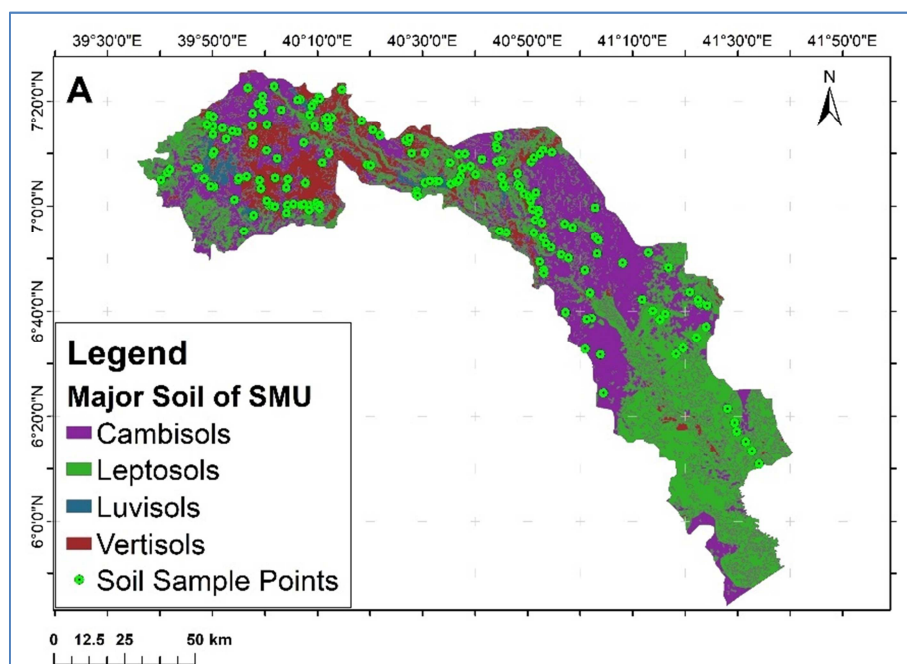 39°30'0"E 39°50'0"E 40°10'0"E 40°30'0"E 40°50'0"E 41°10'0"E 41°30'0"E 41°50'0"E
A
N
7°20'0"N
7°0'0"N
6°40'0"N
6°20'0"N
6°0'0"N
Legend
Major Soil of SMU
Cambisols
Leptosols
Luvisols
Vertisols
Soil Sample Points
0 12.5 25 50 km